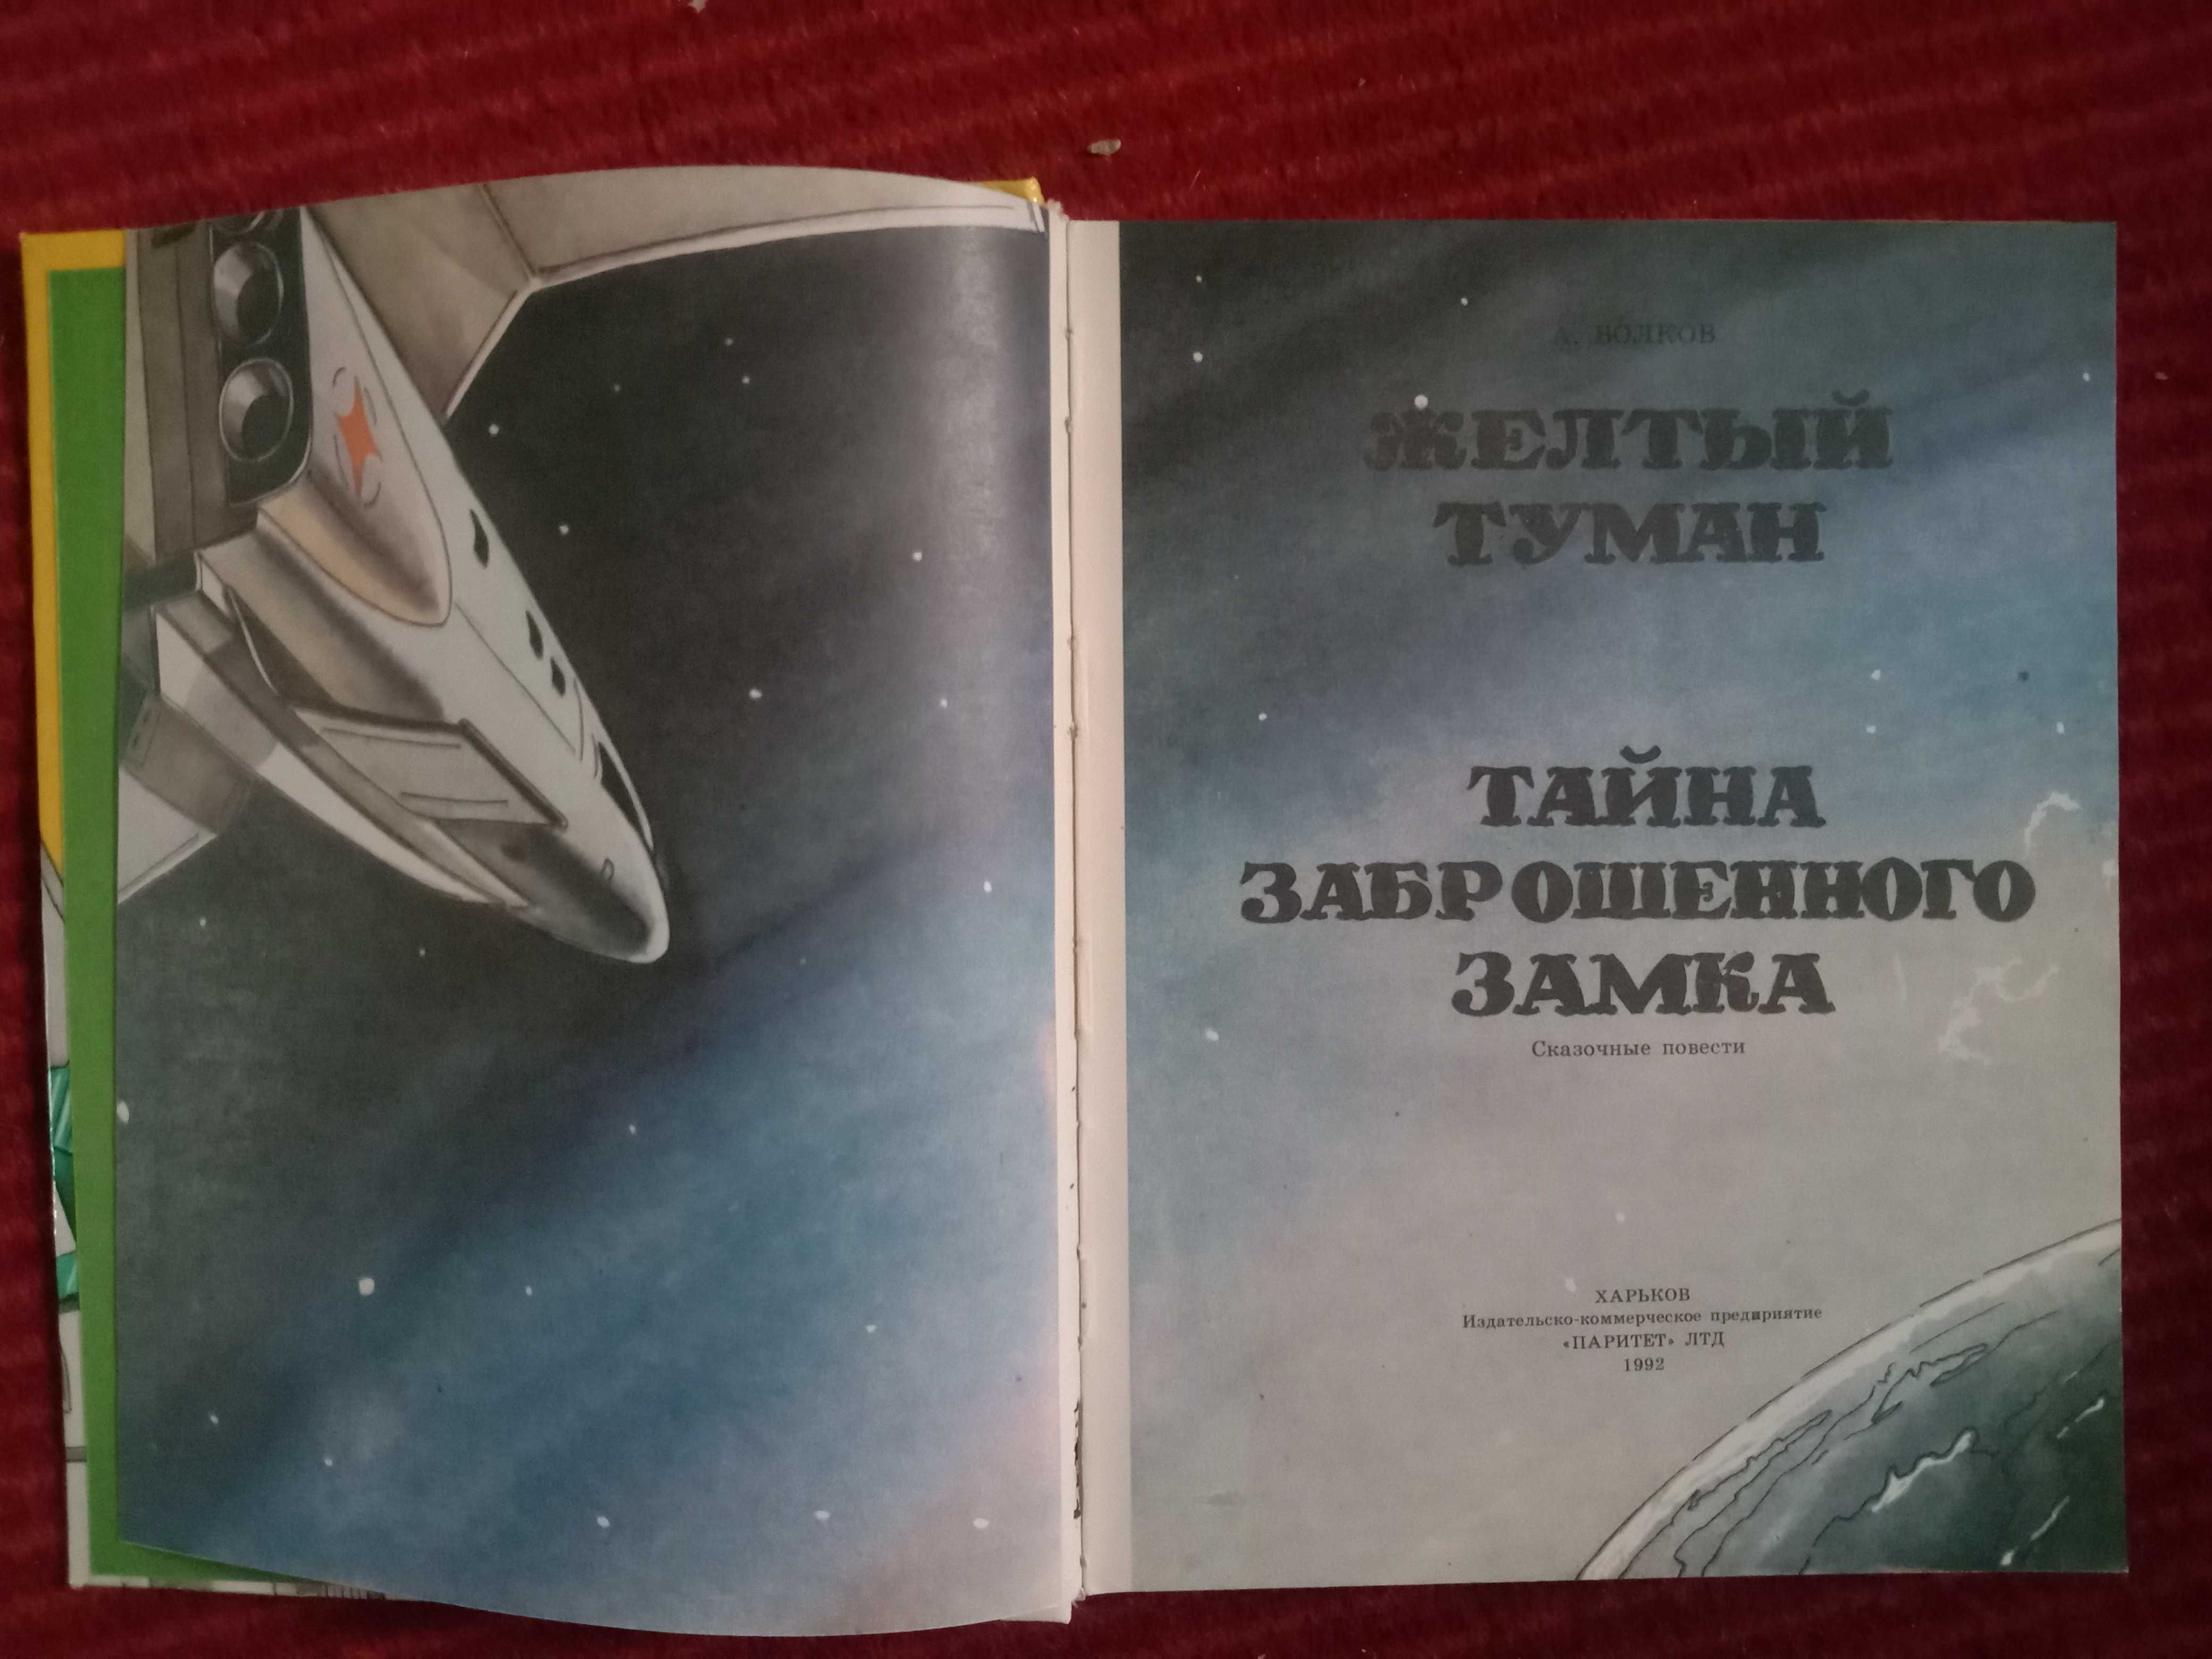 А. ВОЛКОВ
ЖЕЛТЫЙ
ТУМАН
ТАЙНА
ЗАБРОШЕННОГО
ЗАМКА
Сказочные повести
ХАРЬКОВ
Издательско-коммерческое предприятие
«ПАРИТЕТ» ЛТД
1992